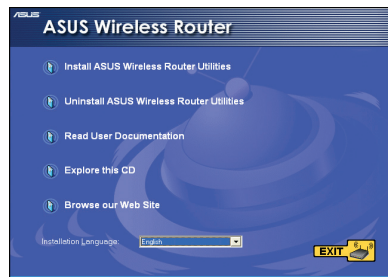 ASUS
ASUS Wireless Router
Install ASUS Wireless Router Utilities
Uninstall ASUS Wireless Router Utilities
Read User Documentation
Explore this CD
Browse our Web Site
Installation Language: English
EXIT